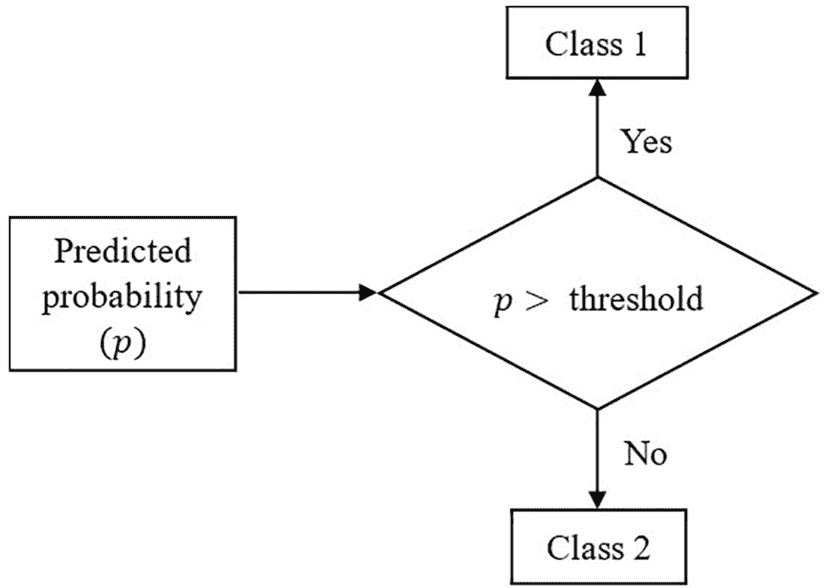 Class 1
Yes
Predicted
probability
(p)
p > threshold
No
Class 2